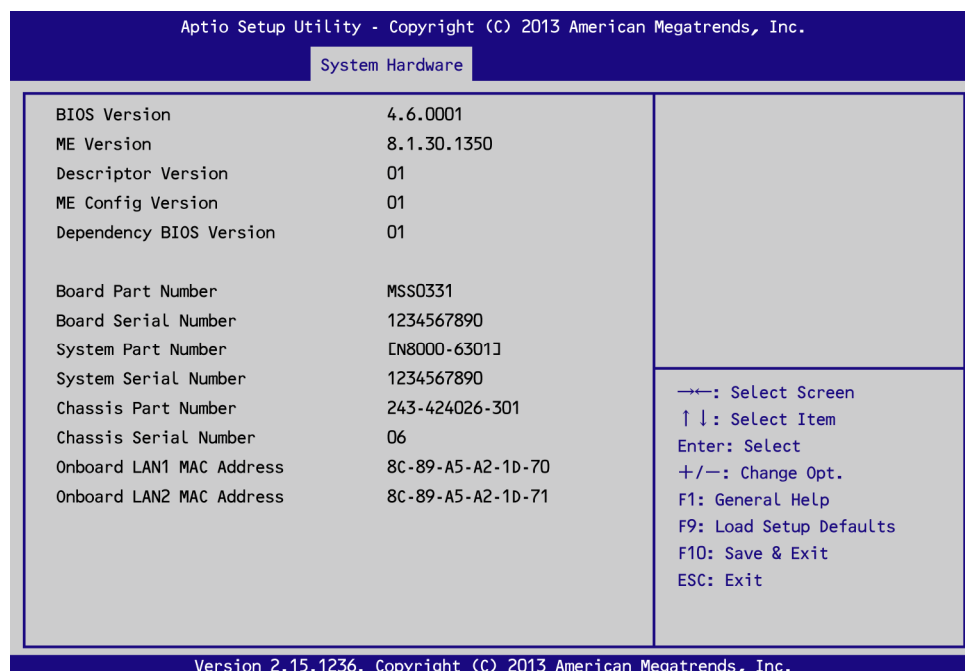 Aptio Setup Utility - Copyright (C) 2013 American Megatrends, Inc.
System Hardware
BIOS Version 4.6.0001
ME Version 8.1.30.1350
Descriptor Version 01
ME Config Version 01
Dependency BIOS Version 01
Board Part Number MSS0331
Board Serial Number 1234567890
System Part Number [N8000-6301]
System Serial Number 1234567890
Chassis Part Number 243-424026-301
Chassis Serial Number 06
Onboard LAN1 MAC Address 8C-89-A5-A2-1D-70
Onboard LAN2 MAC Address 8C-89-A5-A2-1D-71
→←: Select Screen
↑↓: Select Item
Enter: Select
+/-: Change Opt.
F1: General Help
F9: Load Setup Defaults
F10: Save & Exit
ESC: Exit
Version 2.15.1236. Copyright (C) 2013 American Megatrends, Inc.